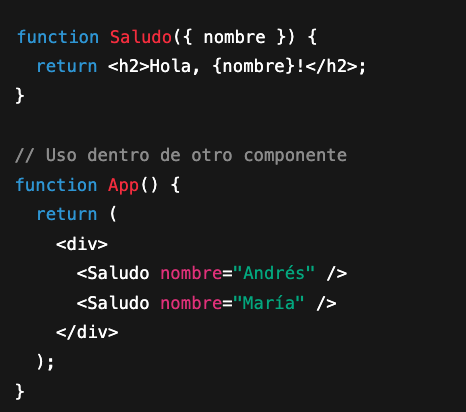 function Saludo({ nombre }) {
  return <h2>Hola, {nombre}!</h2>;
}

// Uso dentro de otro componente
function App() {
  return (
    <div>
      <Saludo nombre="Andrés" />
      <Saludo nombre="María" />
    </div>
  );
}